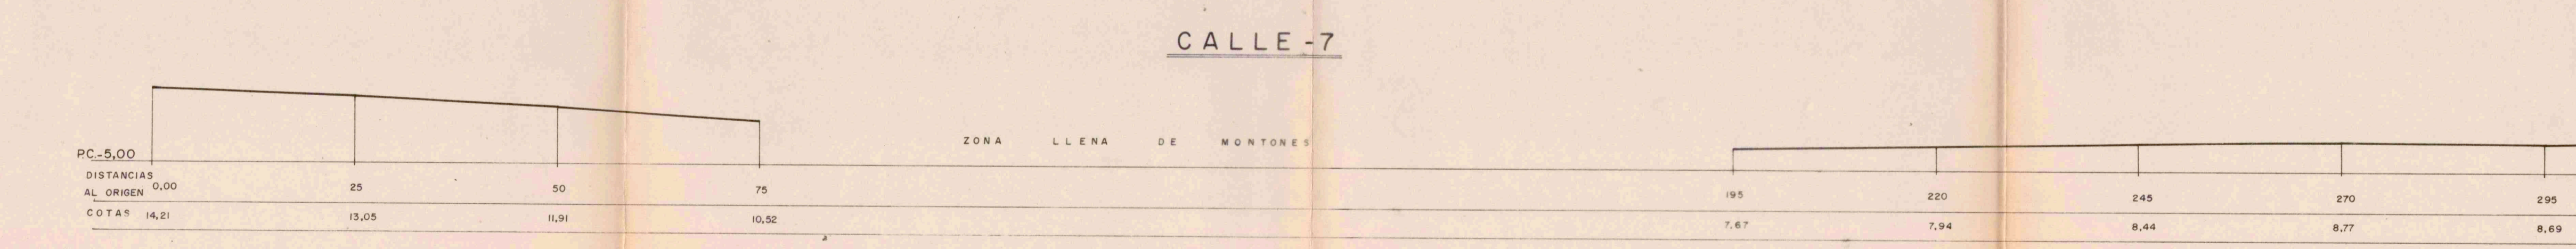 CALLE-7
ZONA LLENA DE MONTONES
P.C.-5,00
DISTANCIAS
AL ORIGEN 0,00 25 50 75 195 220 245 270 295
COTAS 14,21 13,05 11,91 10,52 7,67 7,94 8,44 8,77 8,69